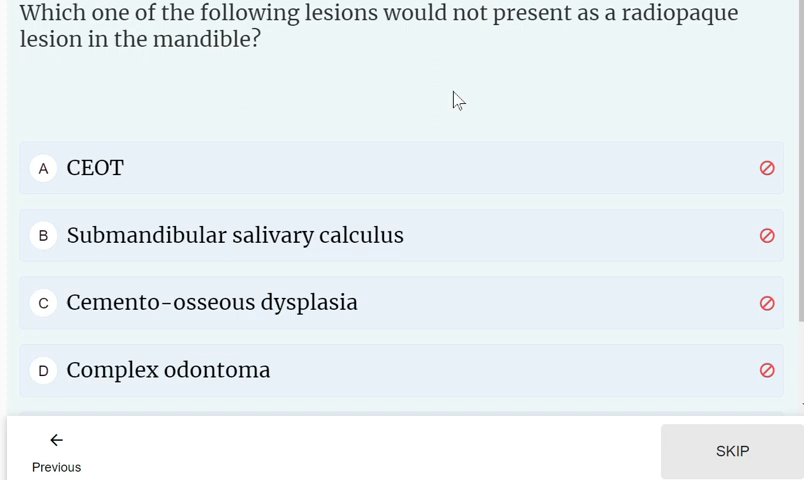 Which one of the following lesions would not present as a radiopaque
lesion in the mandible?
A CEOT
B Submandibular salivary calculus
C Cemento-osseous dysplasia
D Complex odontoma
Previous
SKIP